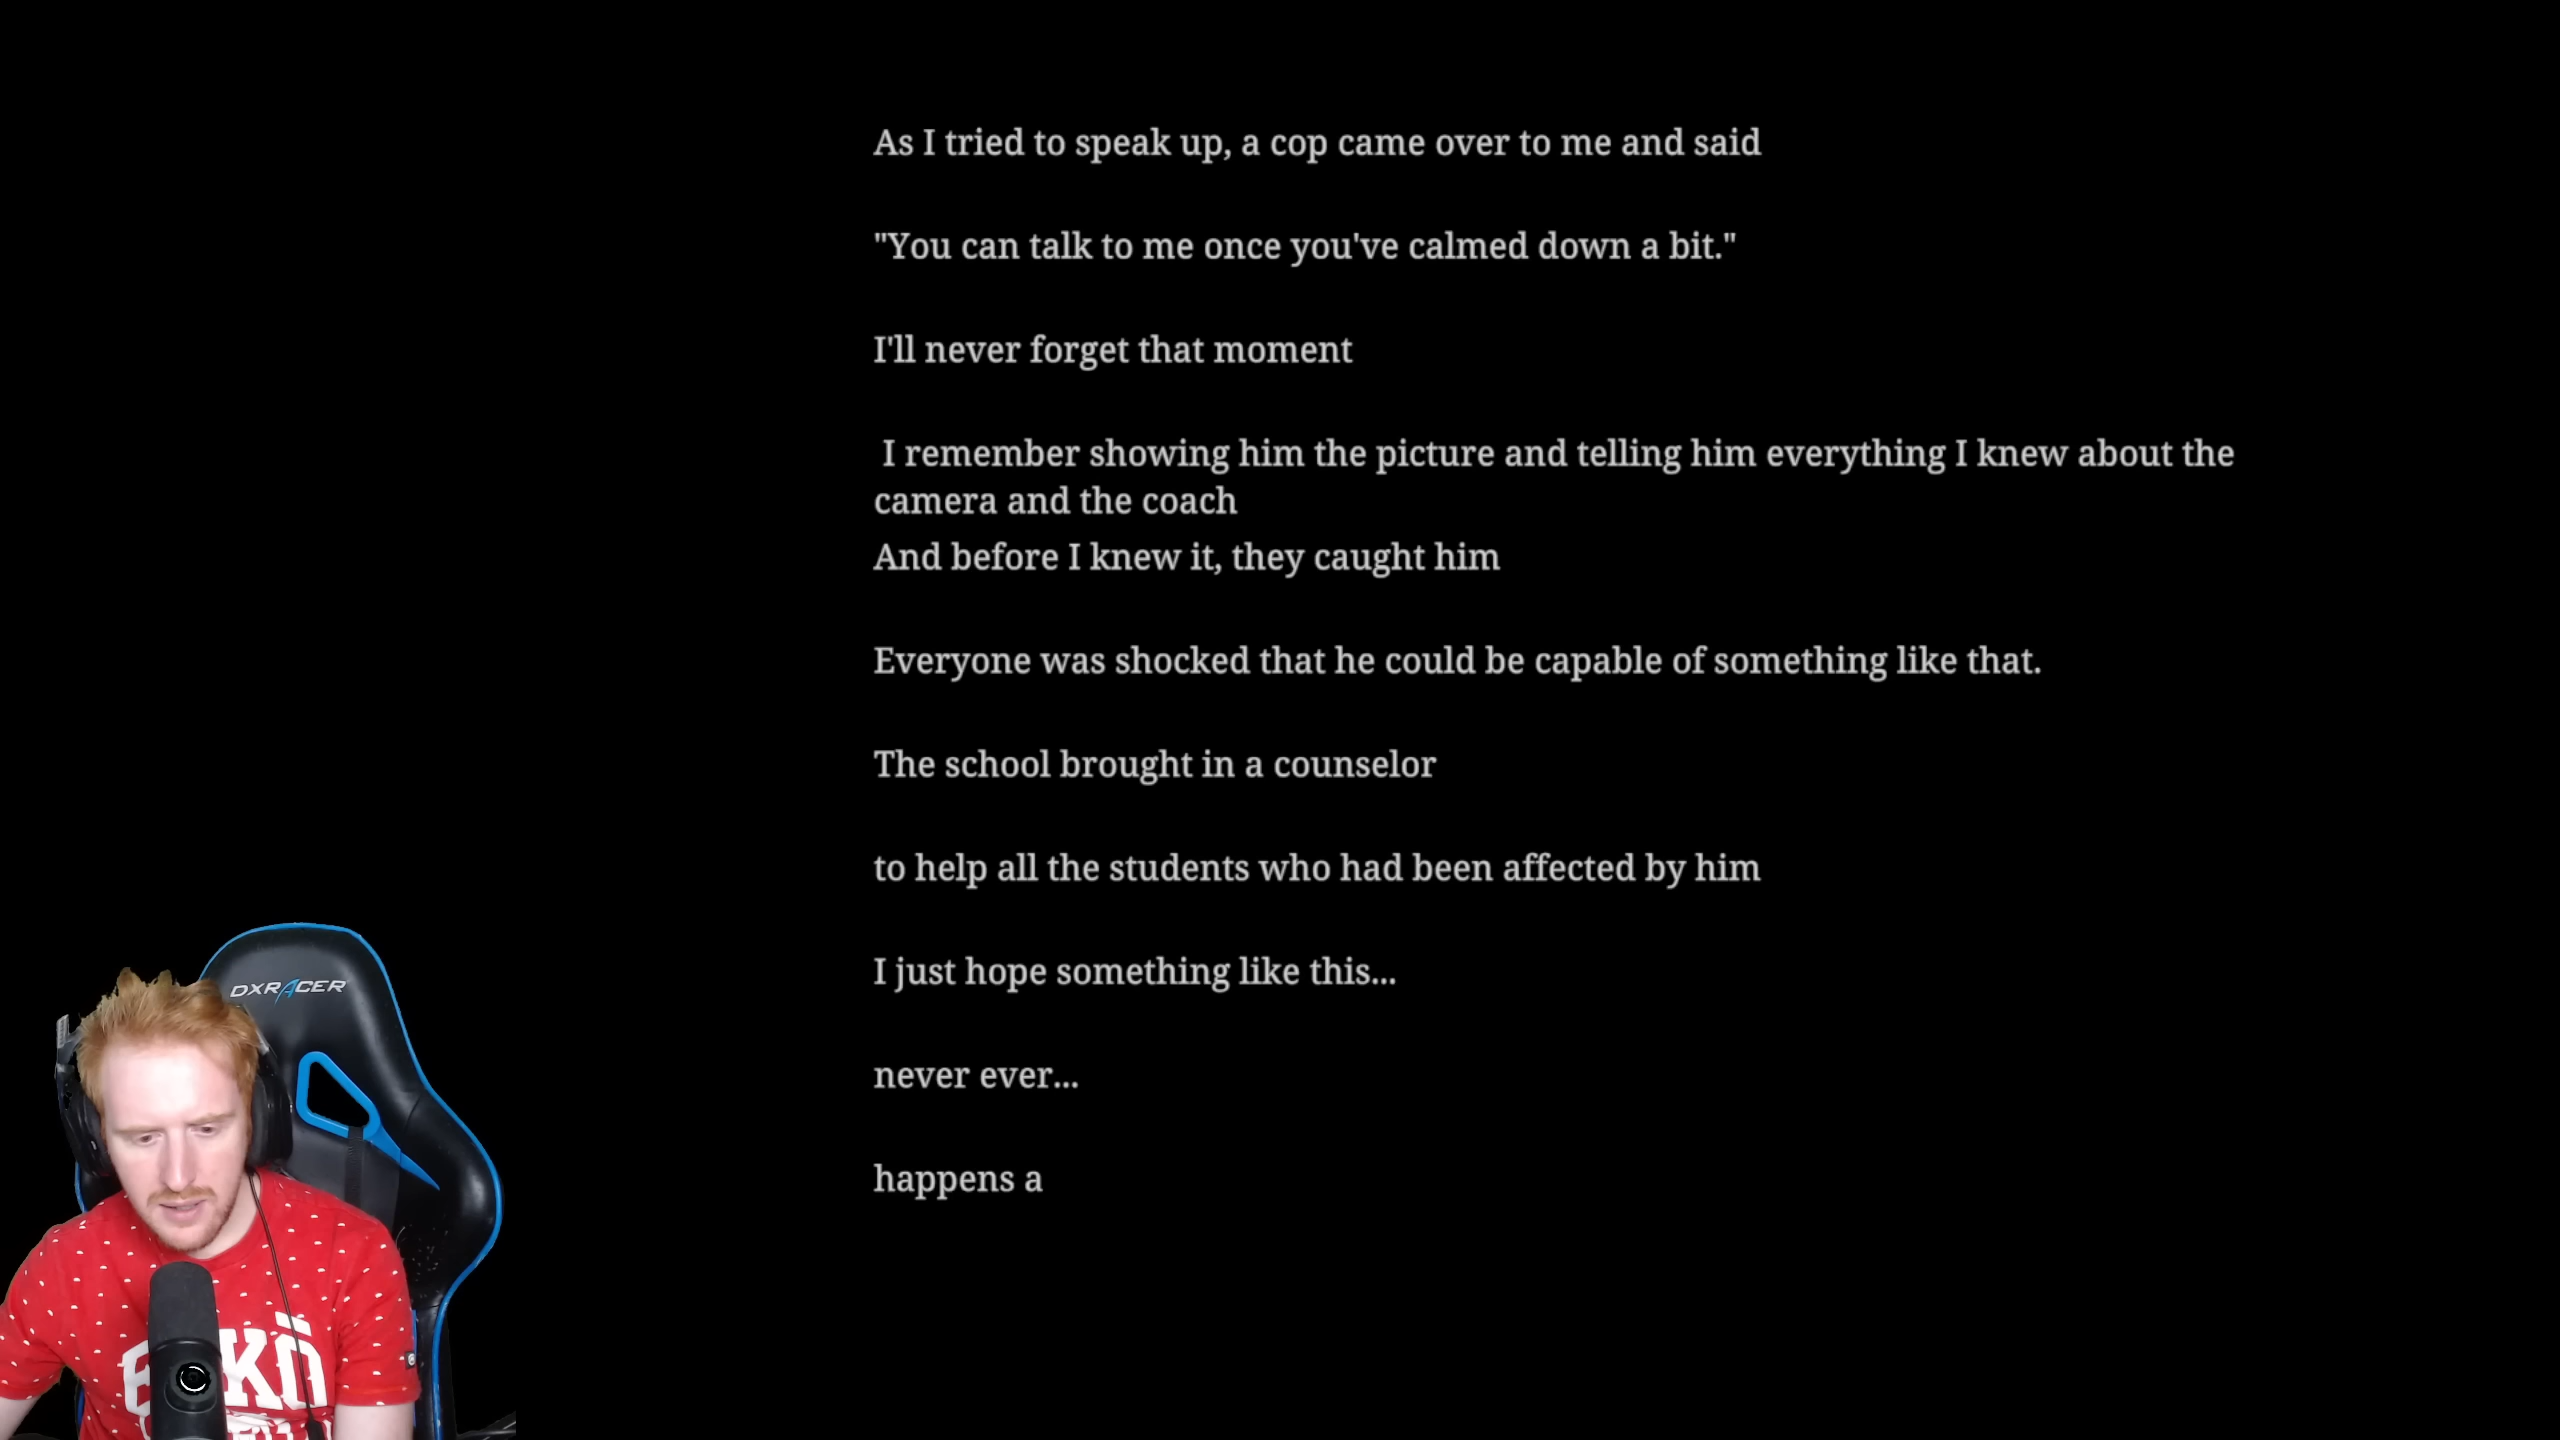 As I tried to speak up, a cop came over to me and said
"You can talk to me once you've calmed down a bit."
I'll never forget that moment
I remember showing him the picture and telling him everything I knew about the
camera and the coach
And before I knew it, they caught him
Everyone was shocked that he could be capable of something like that.
The school brought in a counselor
to help all the students who had been affected by him
I just hope something like this...
never ever...
happens a
DXRACER